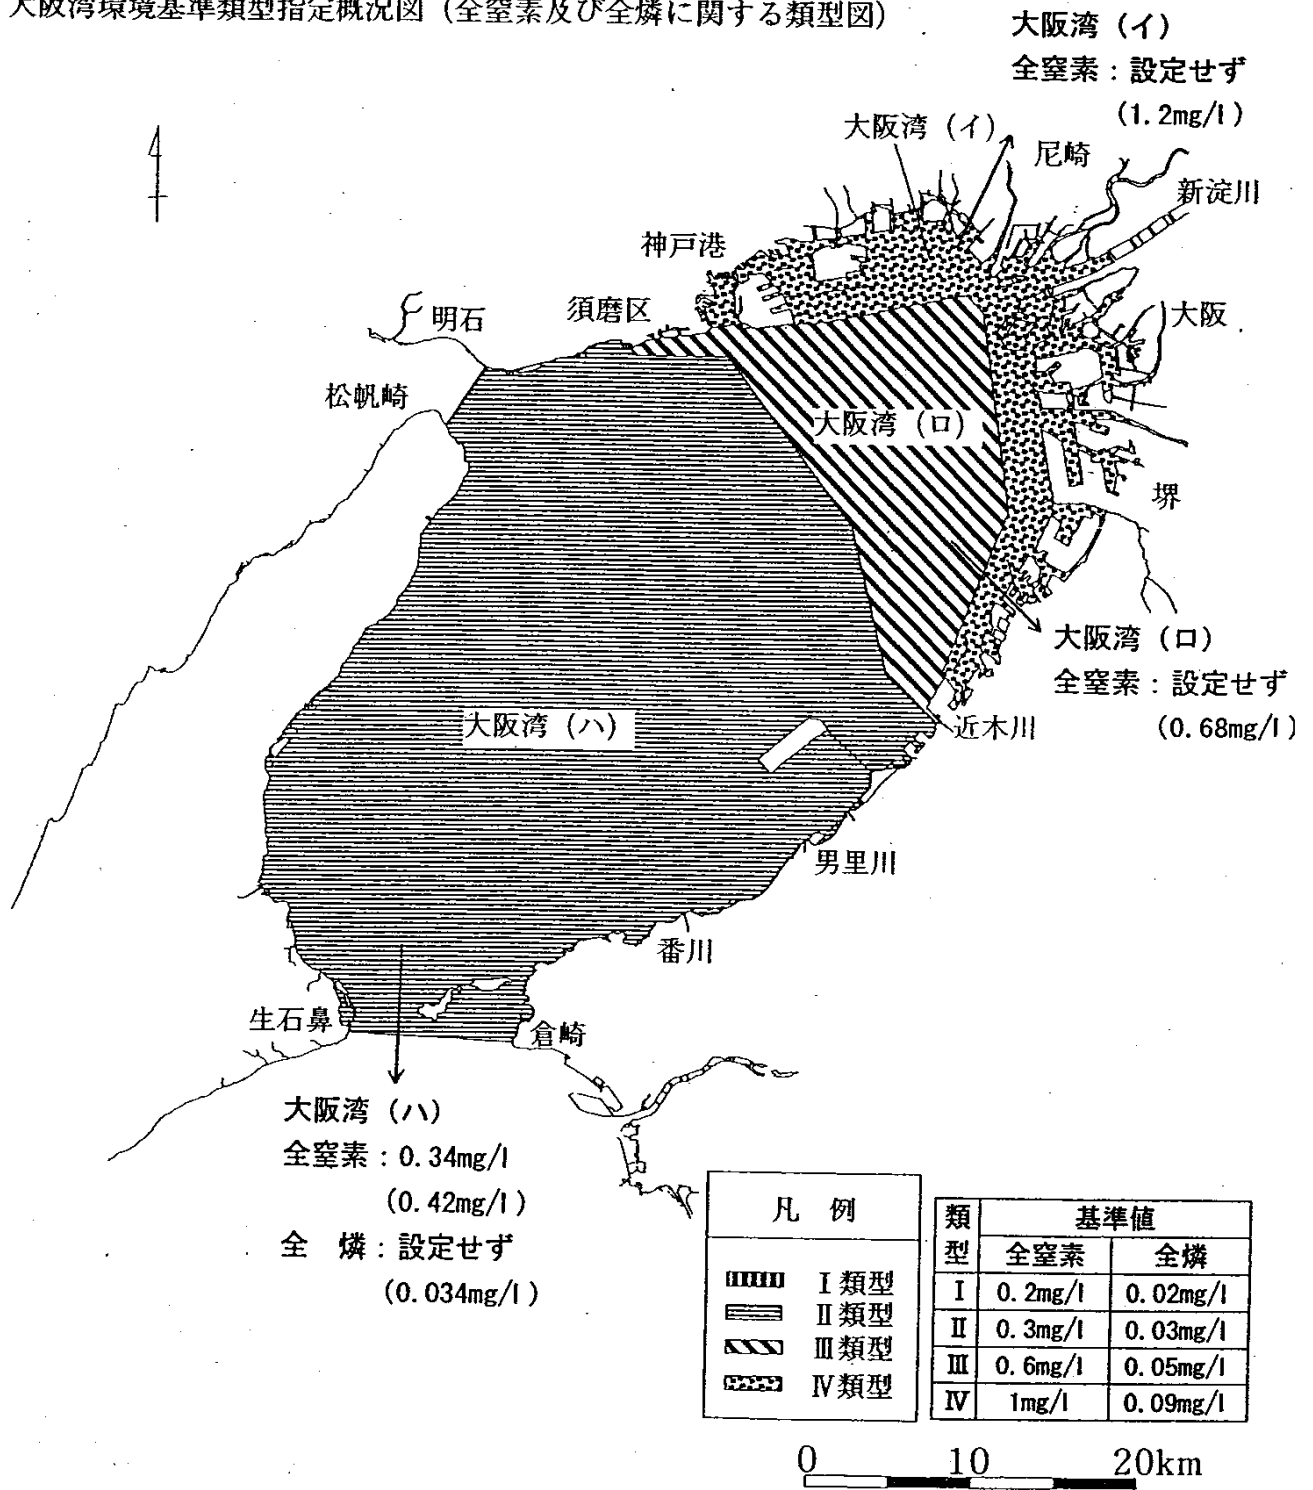 大阪湾環境基準類型指定概況図（全窒素及び全燐に関する類型図）
大阪湾（イ）
全窒素：設定せず
(1.2mg/l)
大阪湾（イ）
尼崎
新淀川
神戸港
須磨区
明石
大阪
松帆崎
大阪湾（ロ）
堺
大阪湾（ロ）
全窒素：設定せず
(0.68mg/l)
大阪湾（ハ）
近木川
男里川
番川
生石鼻
倉崎
大阪湾（ハ）
全窒素：0.34mg/l
(0.42mg/l)
全　燐：設定せず
(0.034mg/l)
凡　例
Ⅰ類型
Ⅱ類型
Ⅲ類型
Ⅳ類型
類型 基準値
全窒素 全燐
Ⅰ 0.2mg/l 0.02mg/l
Ⅱ 0.3mg/l 0.03mg/l
Ⅲ 0.6mg/l 0.05mg/l
Ⅳ 1mg/l 0.09mg/l
0 10 20km